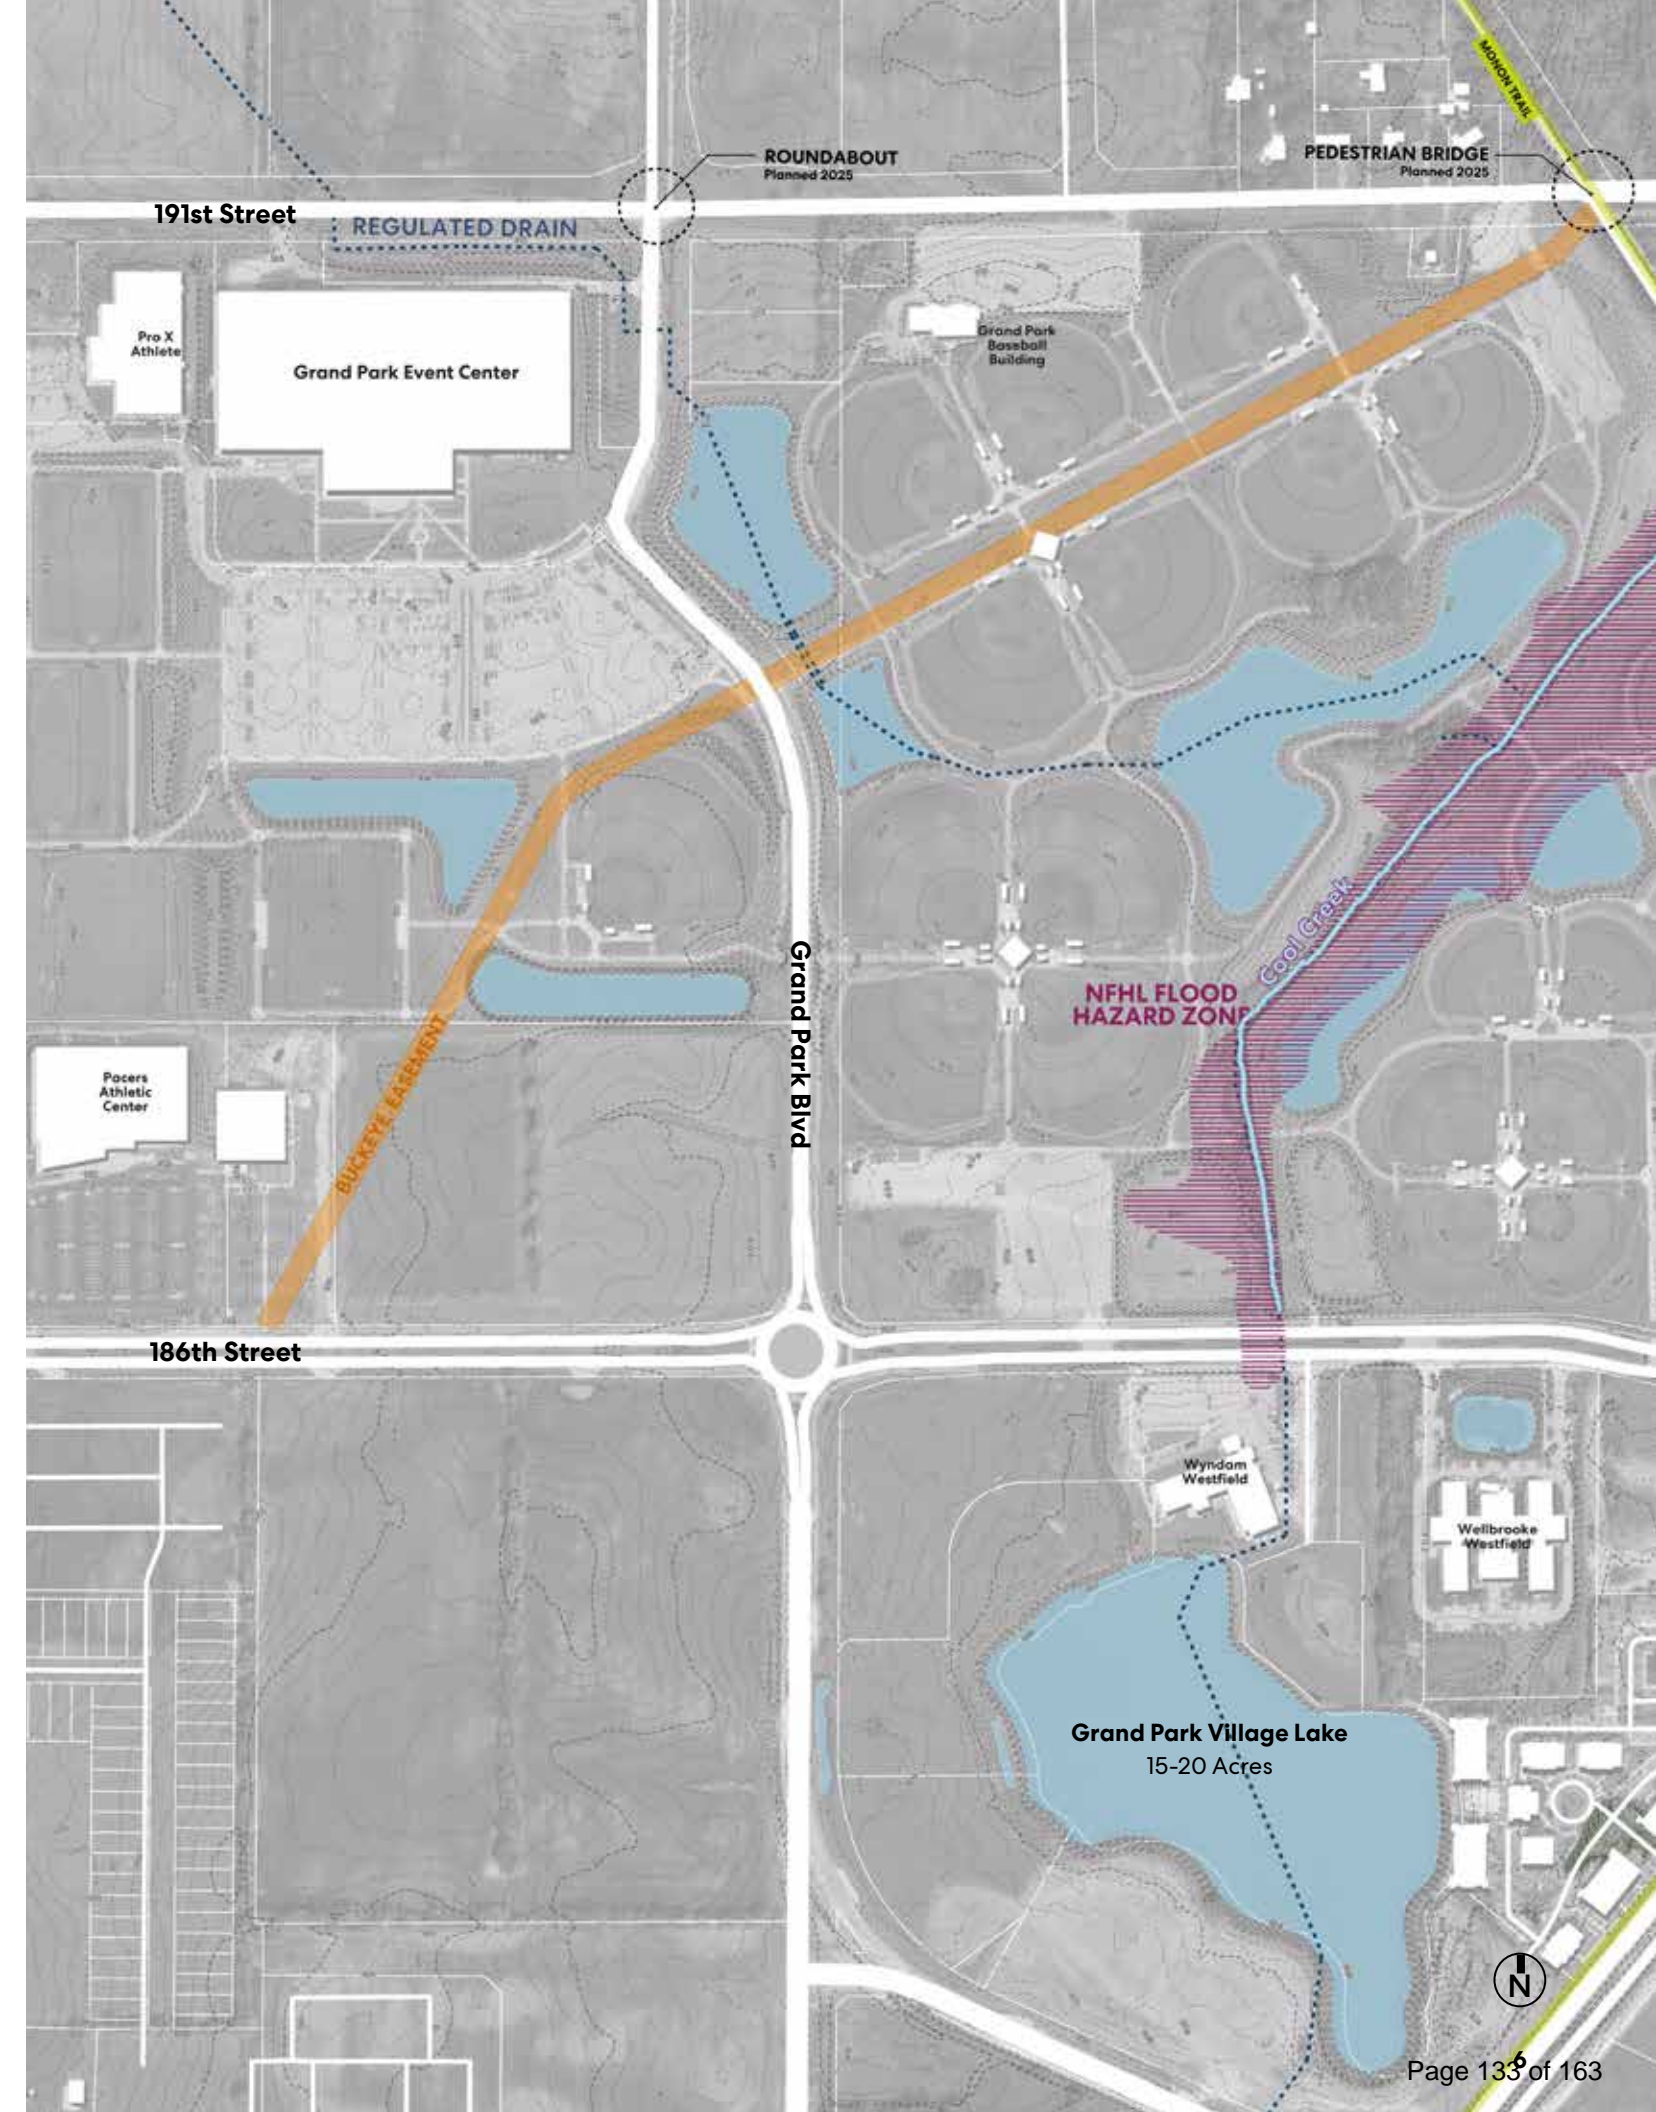 MONON TRAIL
ROUNDABOUT
Planned 2025
PEDESTRIAN BRIDGE
Planned 2025
191st Street
REGULATED DRAIN
Pro X
Athlete
Grand Park Event Center
Grand Park
Baseball
Building
Cool Creek
NFHL FLOOD
HAZARD ZONE
Grand Park Blvd
BUCKEYE EASEMENT
Pacers
Athletic
Center
186th Street
Wyndam
Westfield
Wellbrooke
Westfield
Grand Park Village Lake
15-20 Acres
N
6
Page 133 of 163